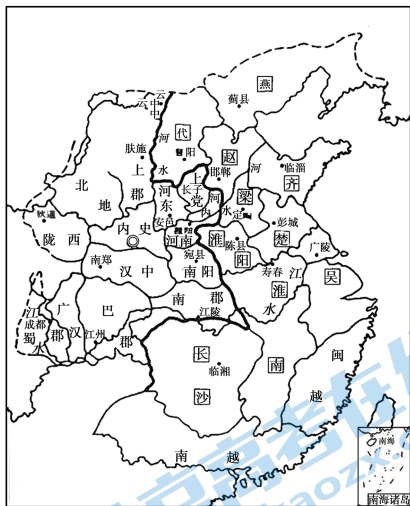 燕
蓟县
云中
代
晋阳
河水
赵
邯郸
肤施
上郡
北地
上党
长子
河内
河东
安邑
河水
梁
定陶
临淄
齐
狄道
陇西
内史
河南
雒阳
淮阳
陈县
楚
彭城
广陵
吴
南郑
汉中
宛县
南阳
寿春
江水
淮
南郡
江陵
江水
成都
蜀郡
广汉
巴郡
江州
长沙
临湘
南
闽越
南越
南海
南海诸岛